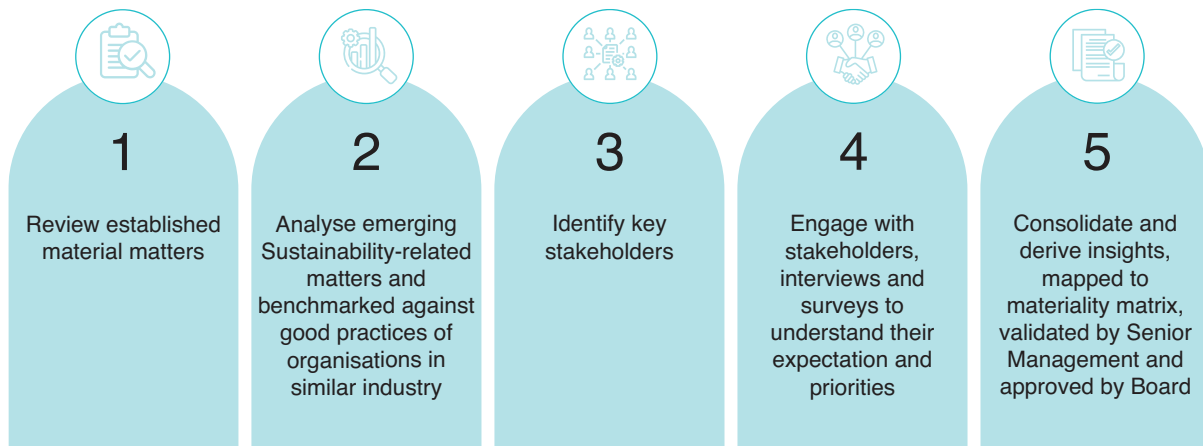 1
Review established
material matters
2
Analyse emerging
Sustainability-related
matters and
benchmarked against
good practices of
organisations in
similar industry
3
Identify key
stakeholders
4
Engage with
stakeholders,
interviews and
surveys to
understand their
expectation and
priorities
5
Consolidate and
derive insights,
mapped to
materiality matrix,
validated by Senior
Management and
approved by Board